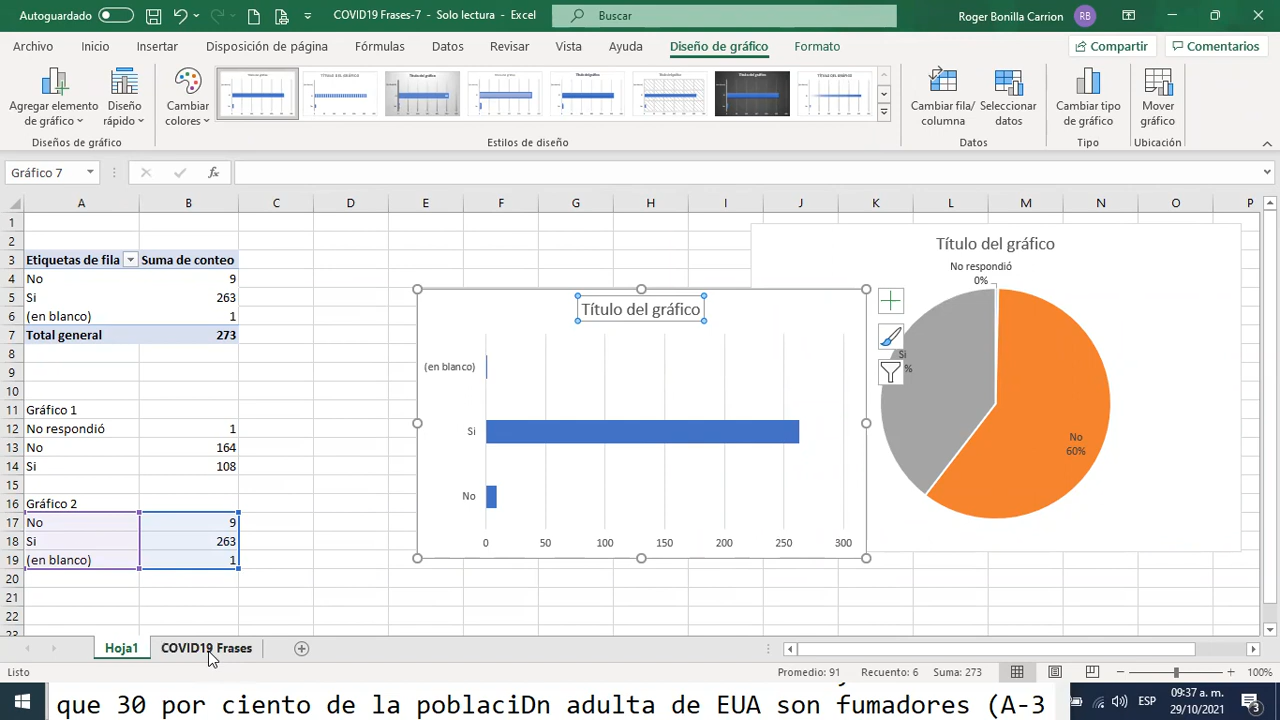 Autoguardado
COVID19 Frases-7 - Solo lectura - Excel
Buscar
Roger Bonilla Carrion
RB
Archivo
Inicio
Insertar
Disposición de página
Fórmulas
Datos
Revisar
Vista
Ayuda
Diseño de gráfico
Formato
Compartir
Comentarios
Agregar elemento
de gráfico
Diseño
rápido
Cambiar
colores
Cambiar fila/
columna
Seleccionar
datos
Cambiar tipo
de gráfico
Mover
gráfico
Diseños de gráfico
Estilos de diseño
Datos
Tipo
Ubicación
Gráfico 7
fx
A B C D E F G H I J K L M N O P
1
2
3 Etiquetas de fila Suma de conteo
4 No 9
5 Si 263
6 (en blanco) 1
7 Total general 273
8
9
10
11 Gráfico 1
12 No respondió 1
13 No 164
14 Si 108
15
16 Gráfico 2
17 No 9
18 Si 263
19 (en blanco) 1
20
21
22
23
Título del gráfico
(en blanco)
Si
No
0 50 100 150 200 250 300
Título del gráfico
No respondió
0%
Si
%
No
60%
Hoja1
COVID19 Frases
Listo
Promedio: 91
Recuento: 6
Suma: 273
100%
que 30 por ciento de la poblaciDn adulta de EUA son fumadores (A-3
ESP
09:37 a. m.
29/10/2021
3